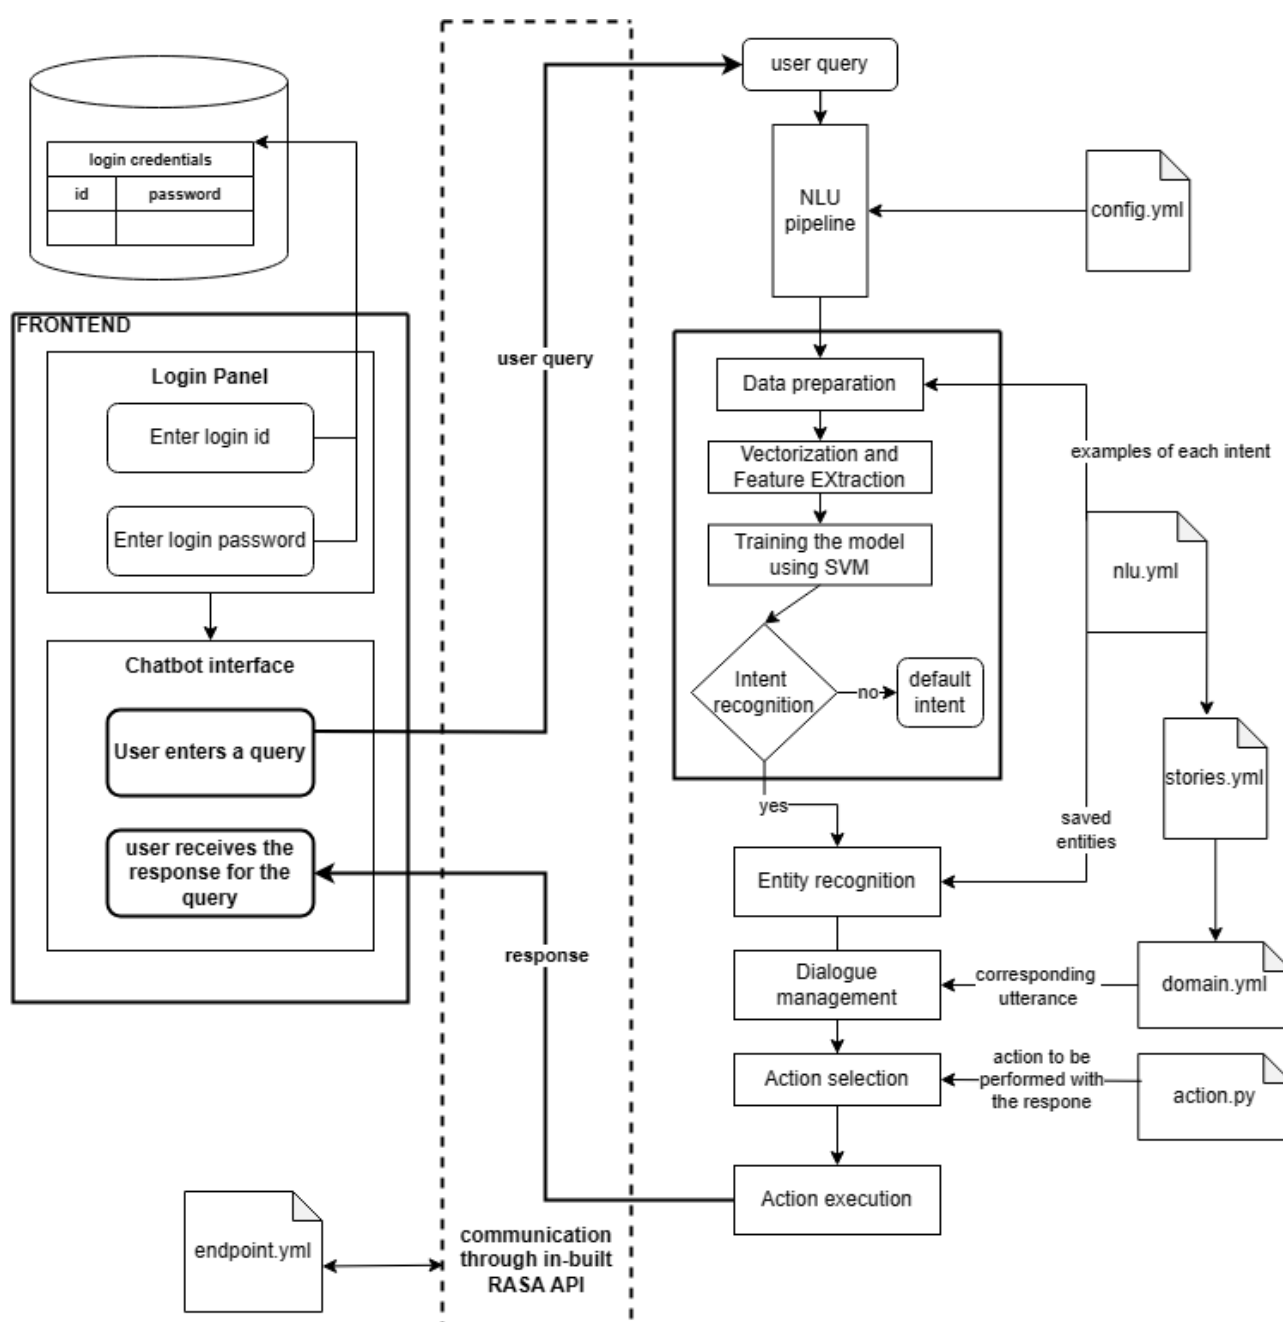 login credentials
id
password
FRONTEND
Login Panel
Enter login id
Enter login password
Chatbot interface
User enters a query
user receives the
response for the
query
endpoint.yml
user query
response
communication
through in-built
RASA API
user query
NLU
pipeline
config.yml
Data preparation
Vectorization and
Feature EXtraction
Training the model
using SVM
Intent
recognition
no
default
intent
yes
examples of each intent
nlu.yml
stories.yml
saved
entities
Entity recognition
Dialogue
management
corresponding
utterance
domain.yml
Action selection
action to be
performed with
the respone
action.py
Action execution